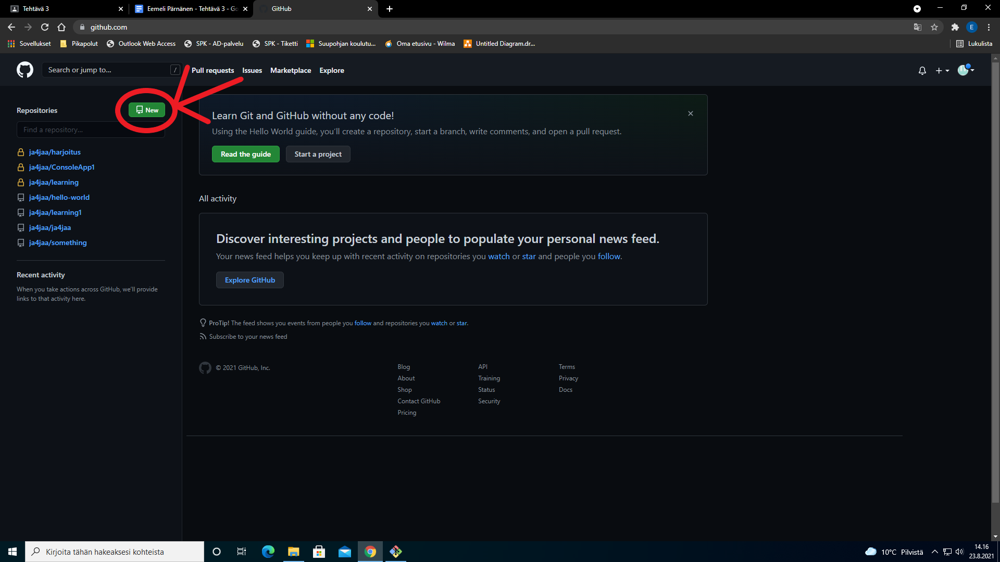 Tehtävä 3
Eemeli Pärnänen - Tehtävä 3 - Go
GitHub
github.com
E
Sovellukset
Pikapolut
Outlook Web Access
SPK - AD-palvelu
SPK - Tiketti
Suupohjan koulutu...
Oma etusivu - Wilma
Untitled Diagram.dr...
Lukulista
Search or jump to...
/
Pull requests
Issues
Marketplace
Explore
Repositories
New
Find a repository...
ja4jaa/harjoitus
ja4jaa/ConsoleApp1
ja4jaa/learning
ja4jaa/hello-world
ja4jaa/learning1
ja4jaa/ja4jaa
ja4jaa/something
Recent activity
When you take actions across GitHub, we'll provide
links to that activity here.
Learn Git and GitHub without any code!
Using the Hello World guide, you'll create a repository, start a branch, write comments, and open a pull request.
Read the guide
Start a project
All activity
Discover interesting projects and people to populate your personal news feed.
Your news feed helps you keep up with recent activity on repositories you watch or star and people you follow.
Explore GitHub
ProTip! The feed shows you events from people you follow and repositories you watch or star.
Subscribe to your news feed
© 2021 GitHub, Inc.
Blog
About
Shop
Contact GitHub
Pricing
API
Training
Status
Security
Terms
Privacy
Docs
Kirjoita tähän hakeaksesi kohteista
10°C Pilvistä
14.16
23.8.2021